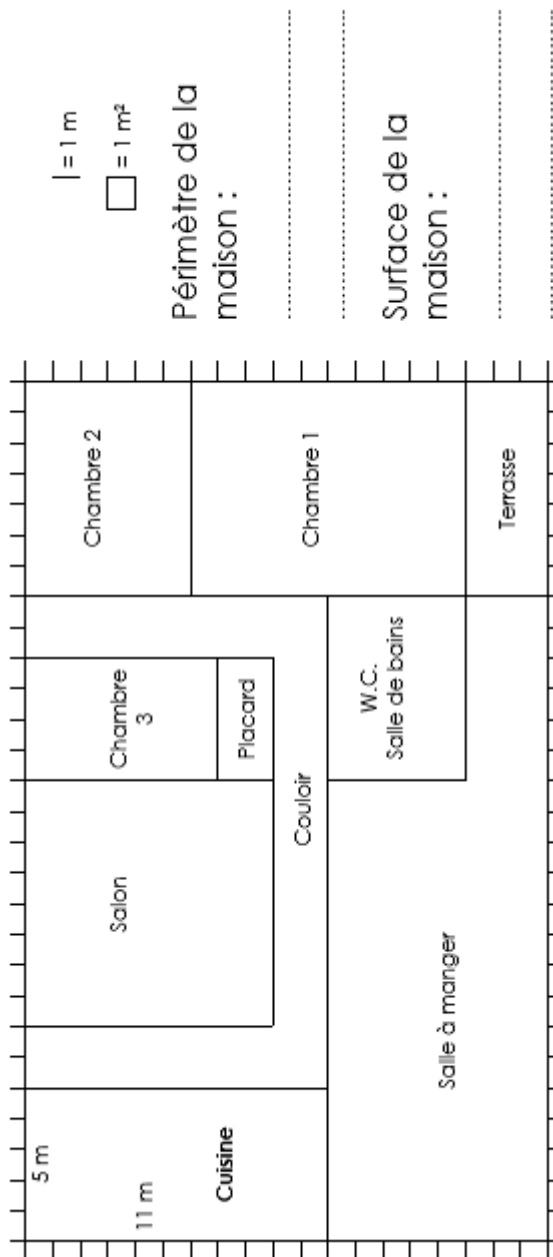 5 m
11 m
Cuisine
Salon
Chambre
3
Placard
Couloir
Chambre 2
Chambre 1
W.C.
Salle de bains
Salle à manger
Terrasse
= 1 m
= 1 m²
Périmètre de la
maison :
Surface de la
maison :